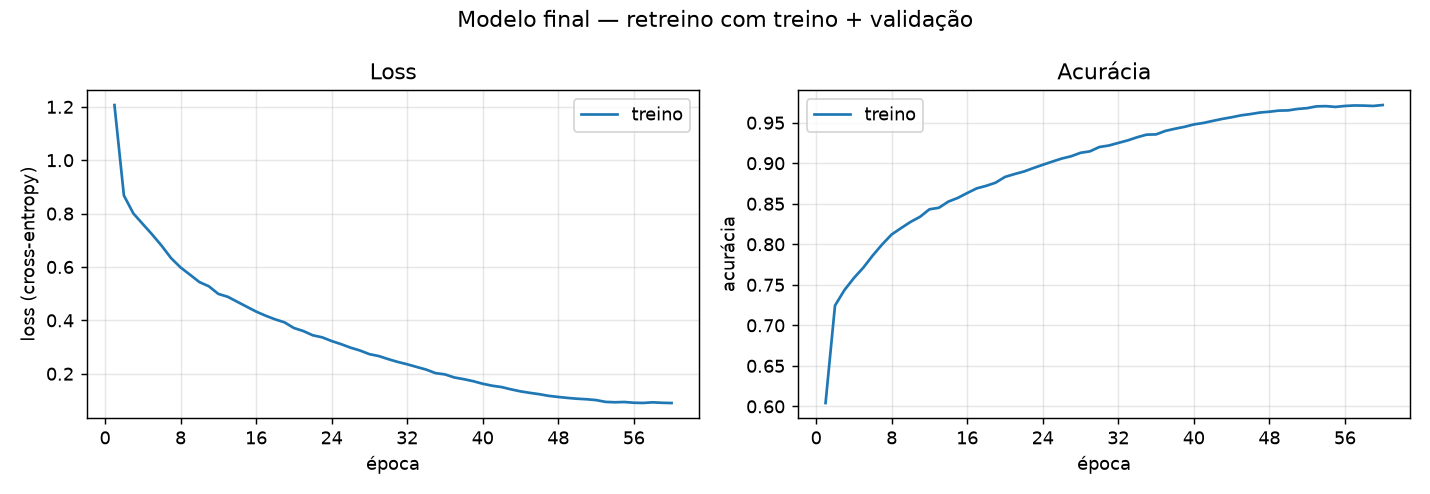 Modelo final — retreino com treino + validação
Loss
treino
loss (cross-entropy)
1.2
1.0
0.8
0.6
0.4
0.2
0 8 16 24 32 40 48 56
época
Acurácia
treino
acurácia
0.95
0.90
0.85
0.80
0.75
0.70
0.65
0.60
0 8 16 24 32 40 48 56
época